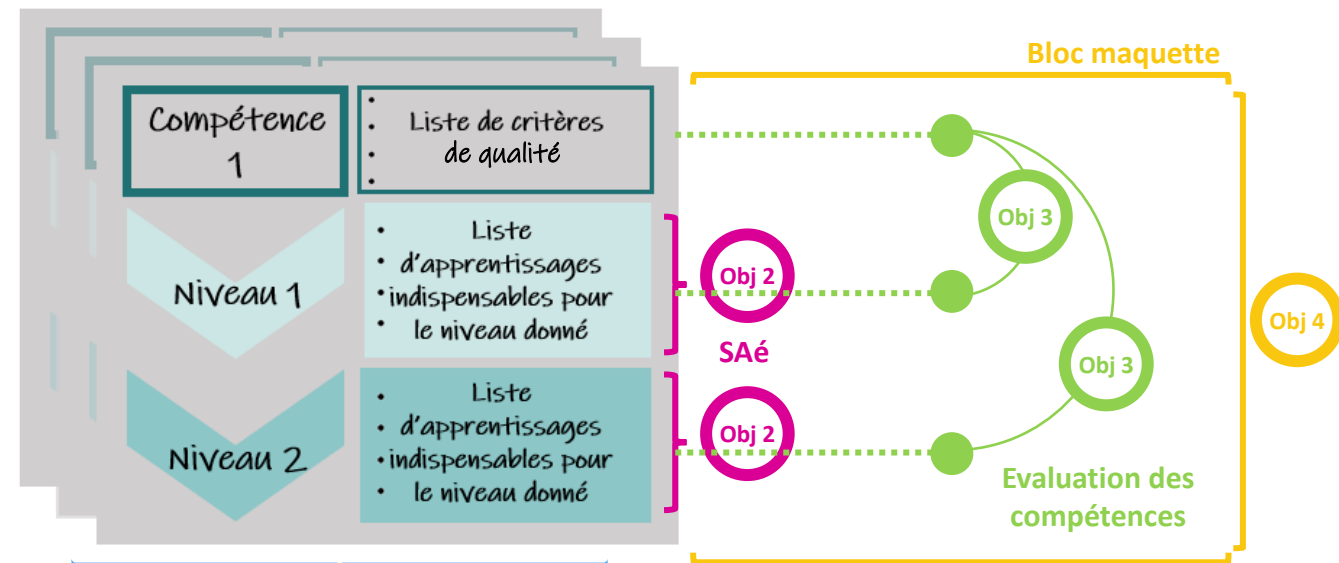 Bloc maquette
Compétence
1
Liste de critères
de qualité
Obj 3
Niveau 1
Liste
d'apprentissages
indispensables pour
le niveau donné
Obj 2
SAé
Obj 4
Obj 3
Niveau 2
Liste
d'apprentissages
indispensables pour
le niveau donné
Obj 2
Evaluation des
compétences